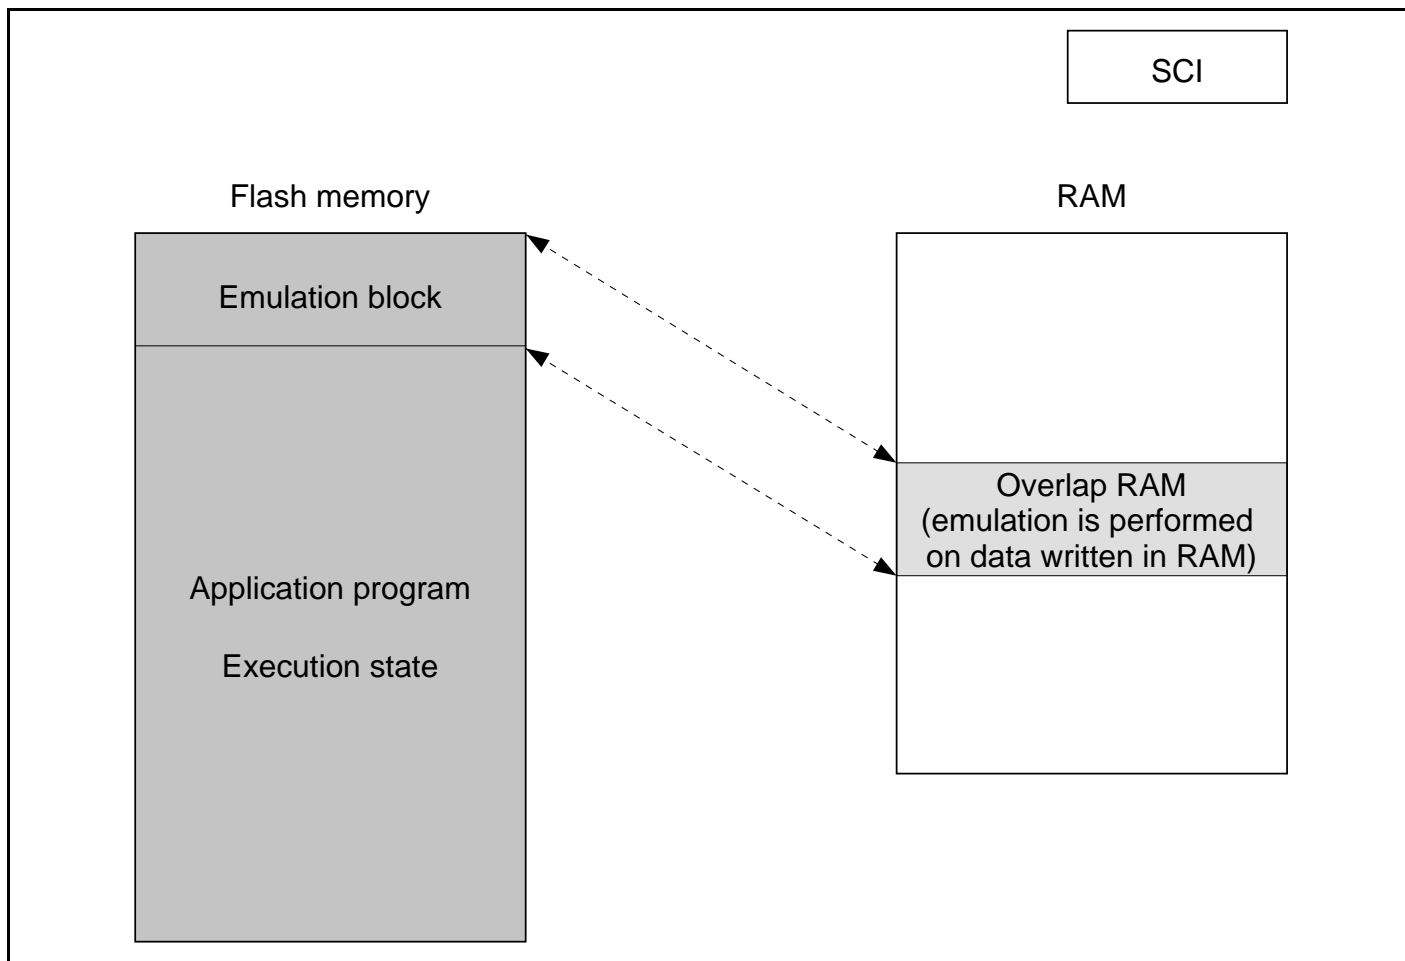 SCI
Flash memory
RAM
Emulation block
Overlap RAM
(emulation is performed
on data written in RAM)
Application program
Execution state